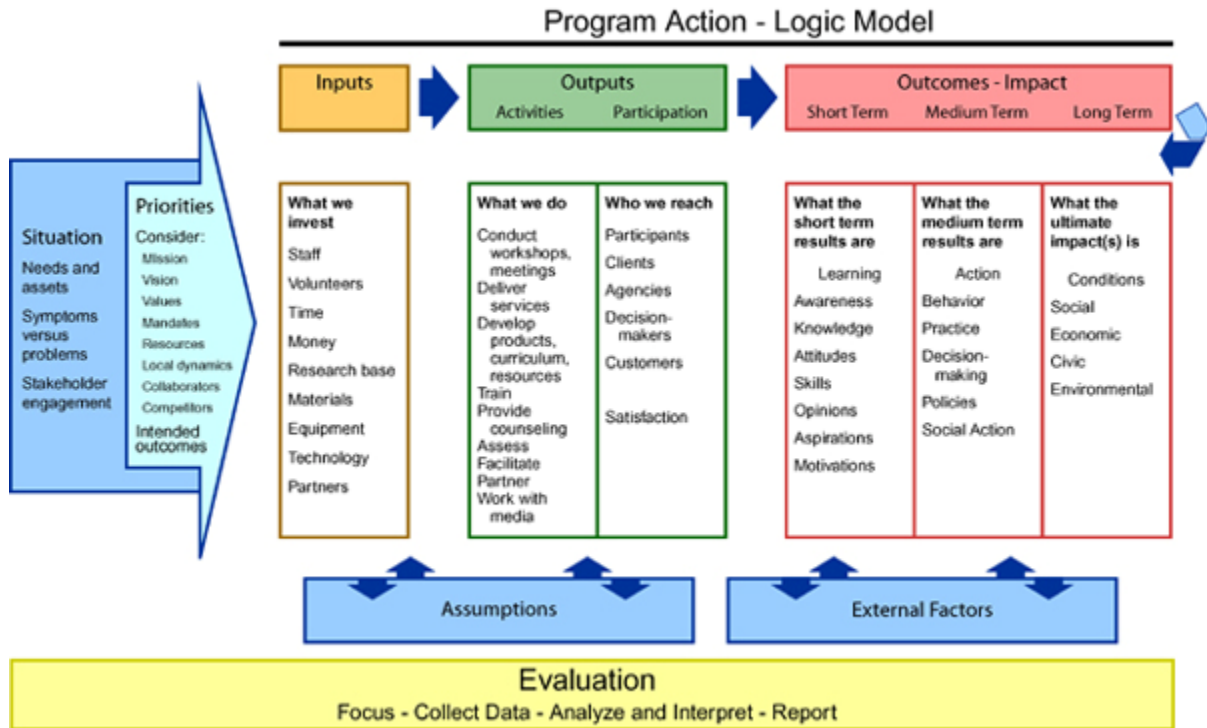 Program Action - Logic Model
Inputs
Outputs
Activities
Participation
Outcomes - Impact
Short Term
Medium Term
Long Term
Situation
Needs and
assets
Symptoms
versus
problems
Stakeholder
engagement
Priorities
Consider:
Mission
Vision
Values
Mandates
Resources
Local dynamics
Collaborators
Competitors
Intended
outcomes
What we
invest
Staff
Volunteers
Time
Money
Research base
Materials
Equipment
Technology
Partners
What we do
Conduct
workshops,
meetings
Deliver
services
Develop
products,
curriculum,
resources
Train
Provide
counseling
Assess
Facilitate
Partner
Work with
media
Who we reach
Participants
Clients
Agencies
Decision-
makers
Customers
Satisfaction
What the
short term
results are
Learning
Awareness
Knowledge
Attitudes
Skills
Opinions
Aspirations
Motivations
What the
medium term
results are
Action
Behavior
Practice
Decision-
making
Policies
Social Action
What the
ultimate
impact(s) is
Conditions
Social
Economic
Civic
Environmental
Assumptions
External Factors
Evaluation
Focus - Collect Data - Analyze and Interpret - Report